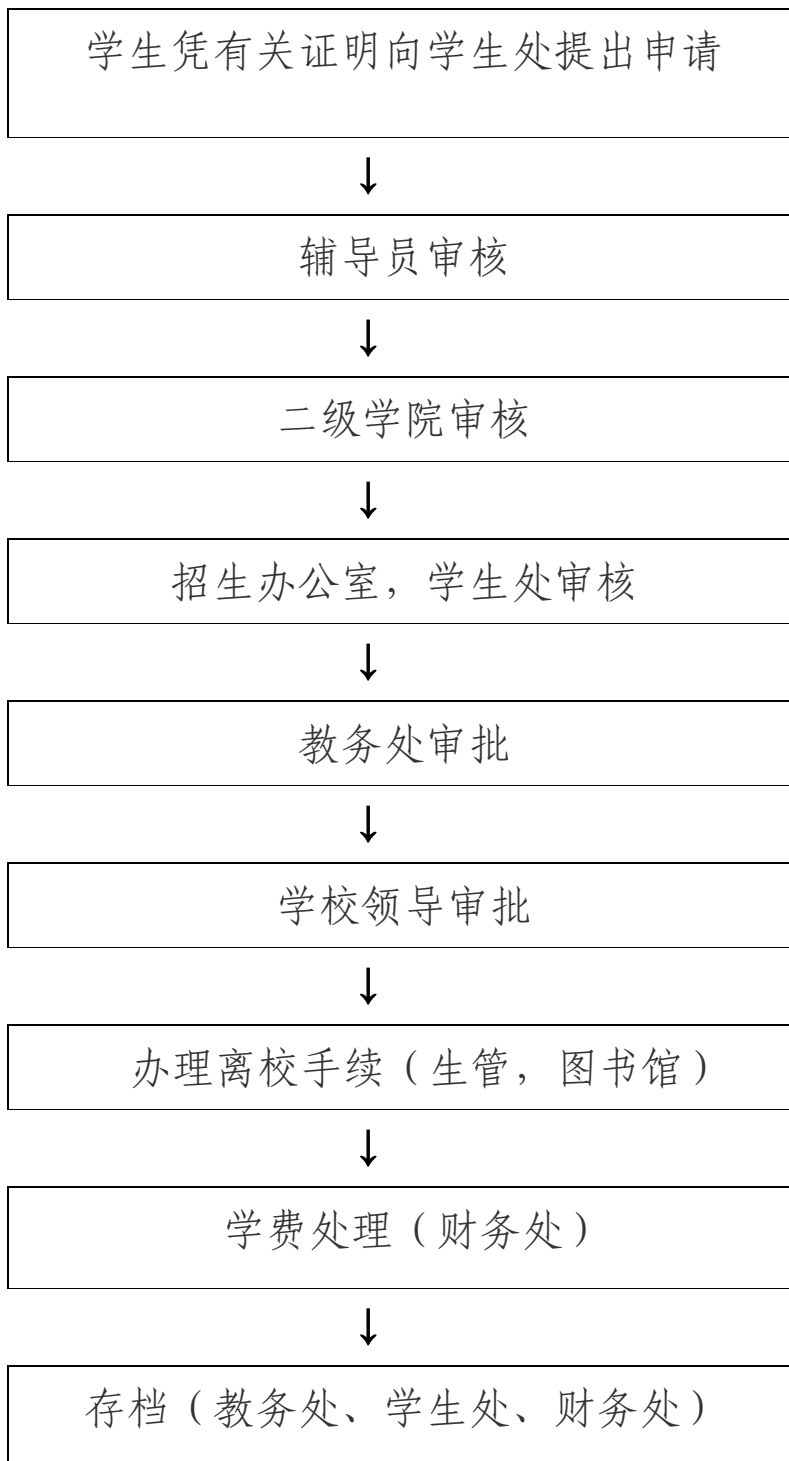 学生凭有关证明向学生处提出申请
↓
辅导员审核
↓
二级学院审核
↓
招生办公室，学生处审核
↓
教务处审批
↓
学校领导审批
↓
办理离校手续（生管，图书馆）
↓
学费处理（财务处）
↓
存档（教务处、学生处、财务处）